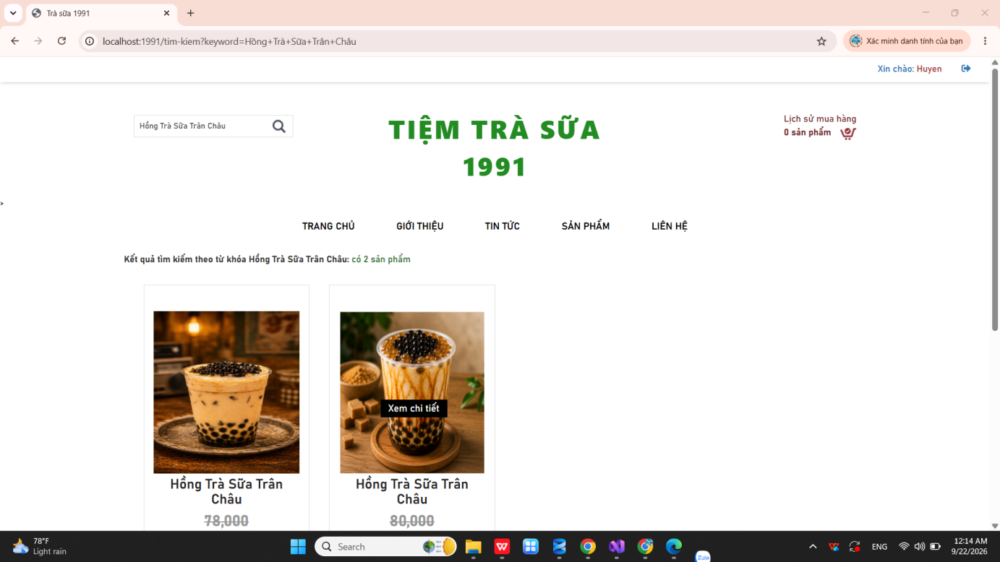 Trà sữa 1991
localhost:1991/tim-kiem?keyword=Hồng+Trà+Sữa+Trân+Châu
Xác minh danh tính của bạn
Xin chào: Huyen
Hồng Trà Sữa Trân Châu
TIỆM TRÀ SỮA
1991
Lịch sử mua hàng
0 sản phẩm
>
TRANG CHỦ
GIỚI THIỆU
TIN TỨC
SẢN PHẨM
LIÊN HỆ
Kết quả tìm kiếm theo từ khóa Hồng Trà Sữa Trân Châu: có 2 sản phẩm
Hồng Trà Sữa Trân
Châu
78,000
Xem chi tiết
Hồng Trà Sữa Trân
Châu
80,000
78°F
Light rain
Search
Zalo
ENG
12:14 AM
9/22/2026